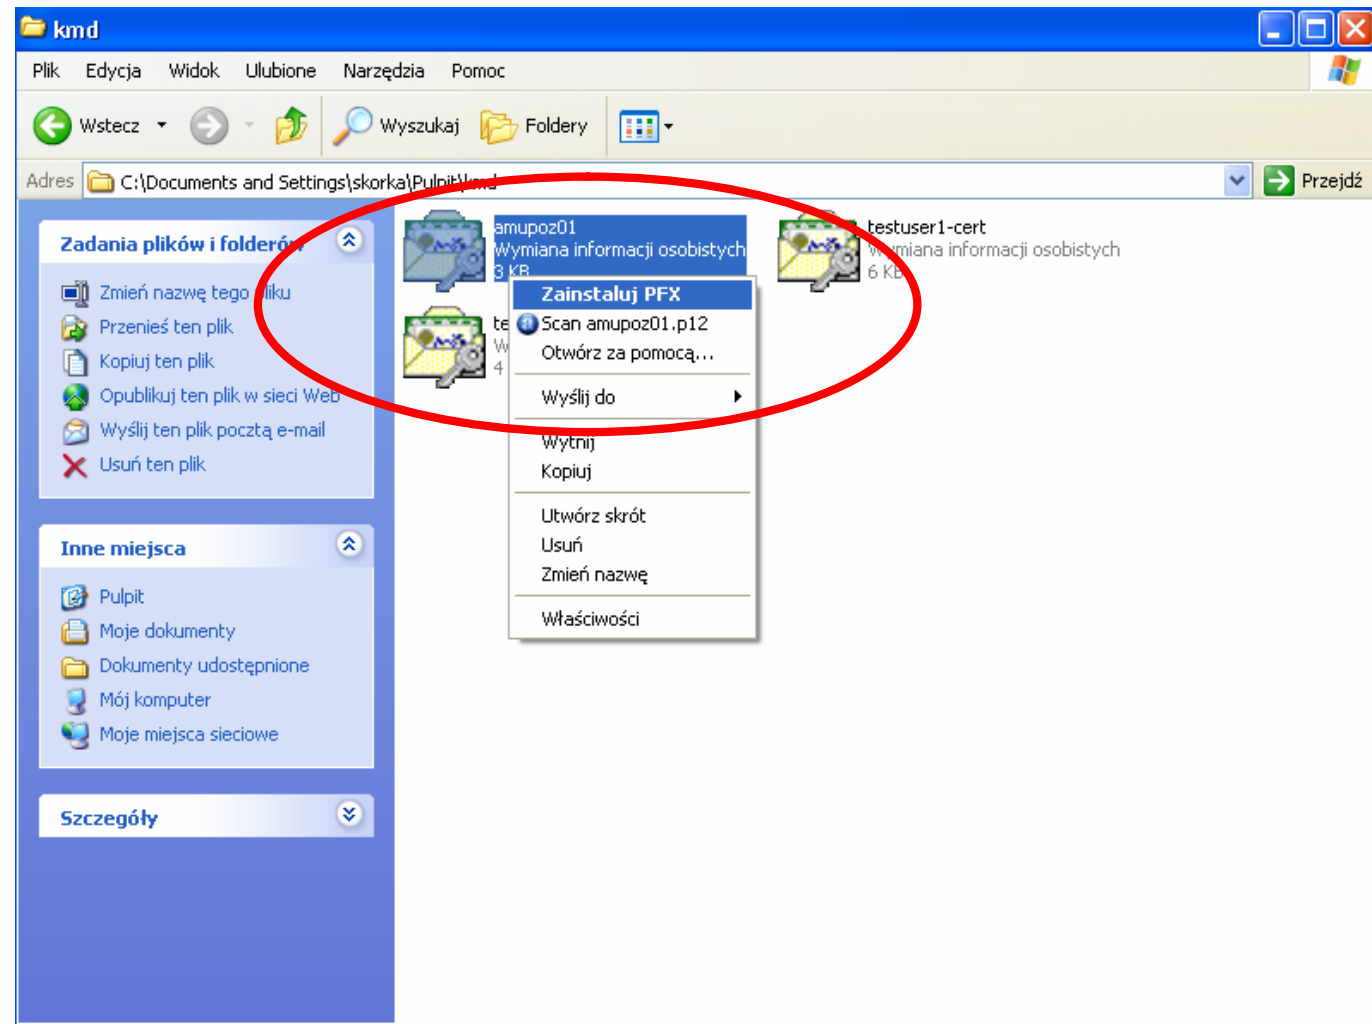 kmd
Plik Edycja Widok Ulubione Narzędzia Pomoc
Wstecz Wyszukaj Foldery
Adres C:\Documents and Settings\skorka\Pulpit\kmd Przejdź
Zadania plików i folderów
Zmień nazwę tego pliku
Przenieś ten plik
Kopiuj ten plik
Opublikuj ten plik w sieci Web
Wyślij ten plik pocztą e-mail
Usuń ten plik
Inne miejsca
Pulpit
Moje dokumenty
Dokumenty udostępnione
Mój komputer
Moje miejsca sieciowe
Szczegóły
amupoz01
Wymiana informacji osobistych
3 KB
testuser1-cert
Wymiana informacji osobistych
6 KB
te
W
4
Zainstaluj PFX
Scan amupoz01.p12
Otwórz za pomocą...
Wyślij do
Wytnij
Kopiuj
Utwórz skrót
Usuń
Zmień nazwę
Właściwości